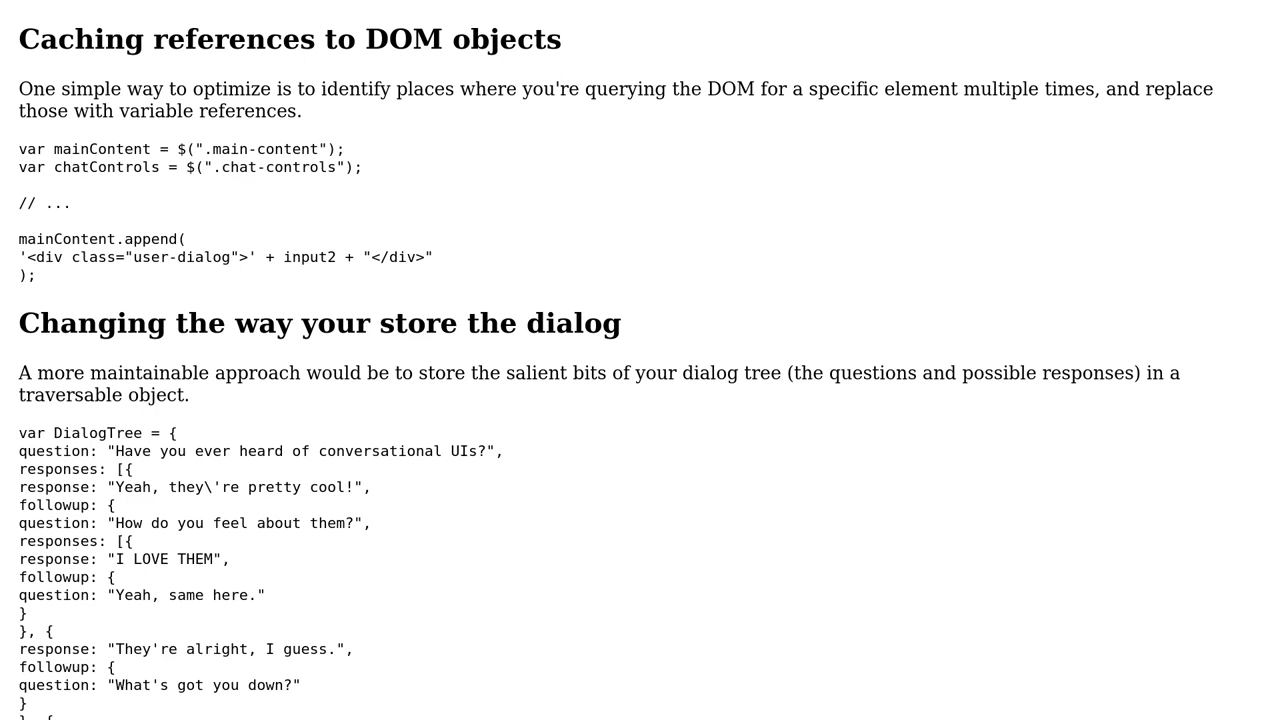 Caching references to DOM objects
One simple way to optimize is to identify places where you're querying the DOM for a specific element multiple times, and replace
those with variable references.
var mainContent = $(".main-content");
var chatControls = $(".chat-controls");
// ...
mainContent.append(
'<div class="user-dialog">' + input2 + "</div>"
);
Changing the way your store the dialog
A more maintainable approach would be to store the salient bits of your dialog tree (the questions and possible responses) in a
traversable object.
var DialogTree = {
question: "Have you ever heard of conversational UIs?",
responses: [{
response: "Yeah, they\'re pretty cool!",
followup: {
question: "How do you feel about them?",
responses: [{
response: "I LOVE THEM",
followup: {
question: "Yeah, same here."
}
}, {
response: "They're alright, I guess.",
followup: {
question: "What's got you down?"
}
}, {